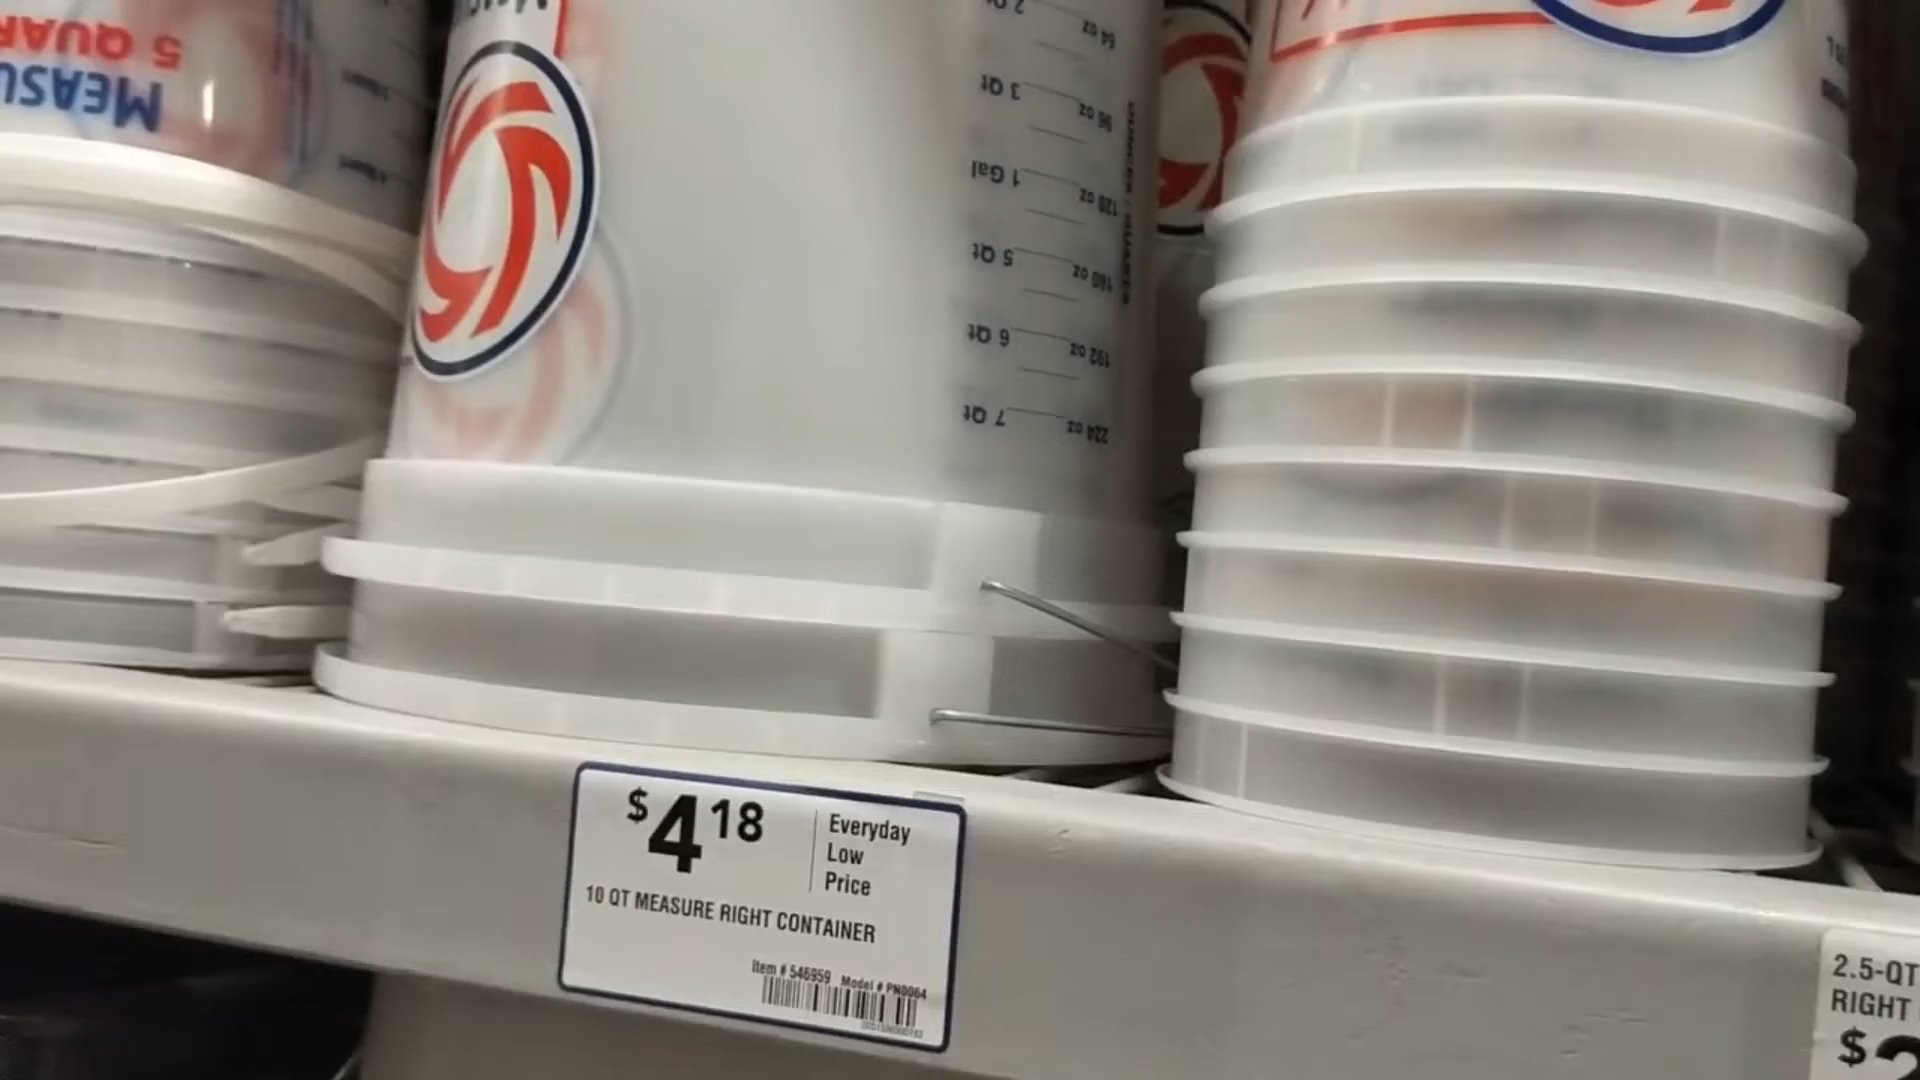 MEASU
5 QUAR
2 Qt 64 oz
3 Qt 96 oz
1 Gal 128 oz
5 Qt 160 oz
6 Qt 192 oz
7 Qt 224 oz
$4 18
Everyday
Low
Price
10 QT MEASURE RIGHT CONTAINER
Item # 546959 Model # PN0064
2.5-QT
RIGHT
$2